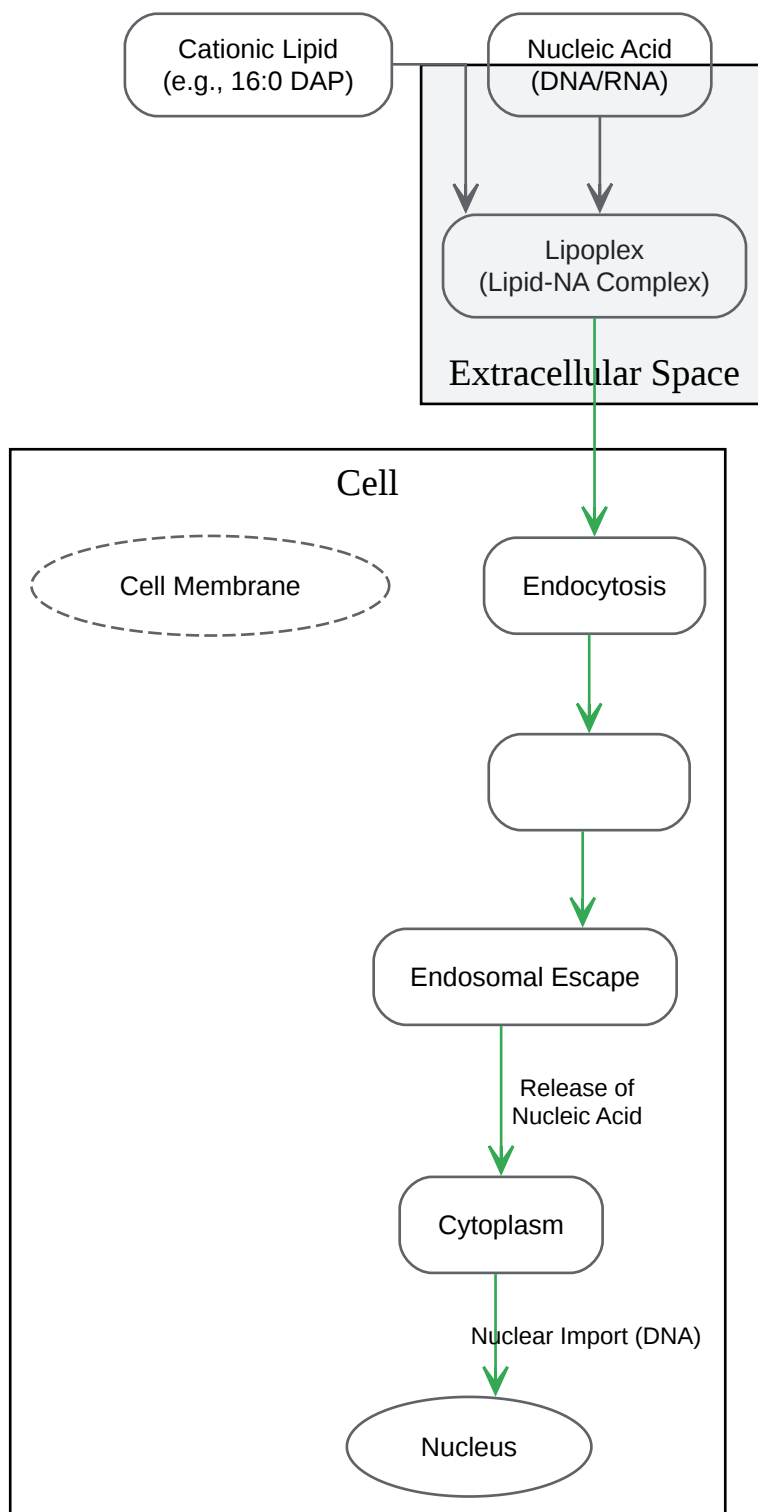 Cationic Lipid
(e.g., 16:0 DAP)
Nucleic Acid
(DNA/RNA)
Lipoplex
(Lipid-NA Complex)
Extracellular Space
Cell
Cell Membrane
Endocytosis
Endosomal Escape
Release of
Nucleic Acid
Cytoplasm
Nuclear Import (DNA)
Nucleus